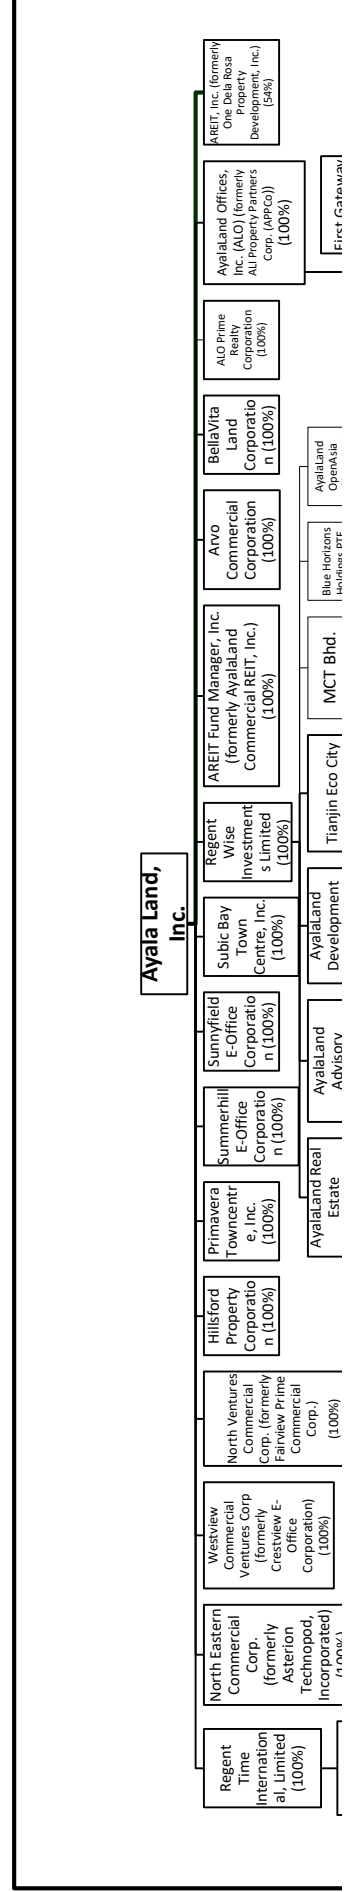 Ayala Land,
Inc.
Regent
Time
Internation
al, Limited
(100%)
North Eastern
Commercial
Corp.
(formerly
Asterion
Technopod,
Incorporated)
(100%)
Westview
Commercial
Ventures Corp
(formerly
Crestview E-
Office
Corporation)
(100%)
North Ventures
Commercial
Corp. (formerly
Fairview Prime
Commercial
Corp.)
(100%)
Hillsford
Property
Corporatio
n (100%)
Primavera
Towncentr
e, Inc.
(100%)
Summerhill
E-Office
Corporatio
n (100%)
Sunnyfield
E-Office
Corporatio
n (100%)
Subic Bay
Town
Centre, Inc.
(100%)
Regent
Wise
Investment
s Limited
(100%)
AREIT Fund Manager, Inc.
(formerly AyalaLand
Commercial REIT, Inc.)
(100%)
Arvo
Commercial
Corporation
(100%)
BellaVita
Land
Corporatio
n (100%)
ALO Prime
Realty
Corporation
(100%)
AyalaLand Offices,
Inc. (ALO) (formerly
ALI Property Partners
Corp. (APPCo))
(100%)
AREIT, Inc. (formerly
One Dela Rosa
Property
Development, Inc.)
(54%)
AyalaLand Real
Estate
AyalaLand
Advisory
AyalaLand
Development
Tianjin Eco City
MCT Bhd.
Blue Horizons
Holdings PTE
AyalaLand
OpenAsia
First Gateway